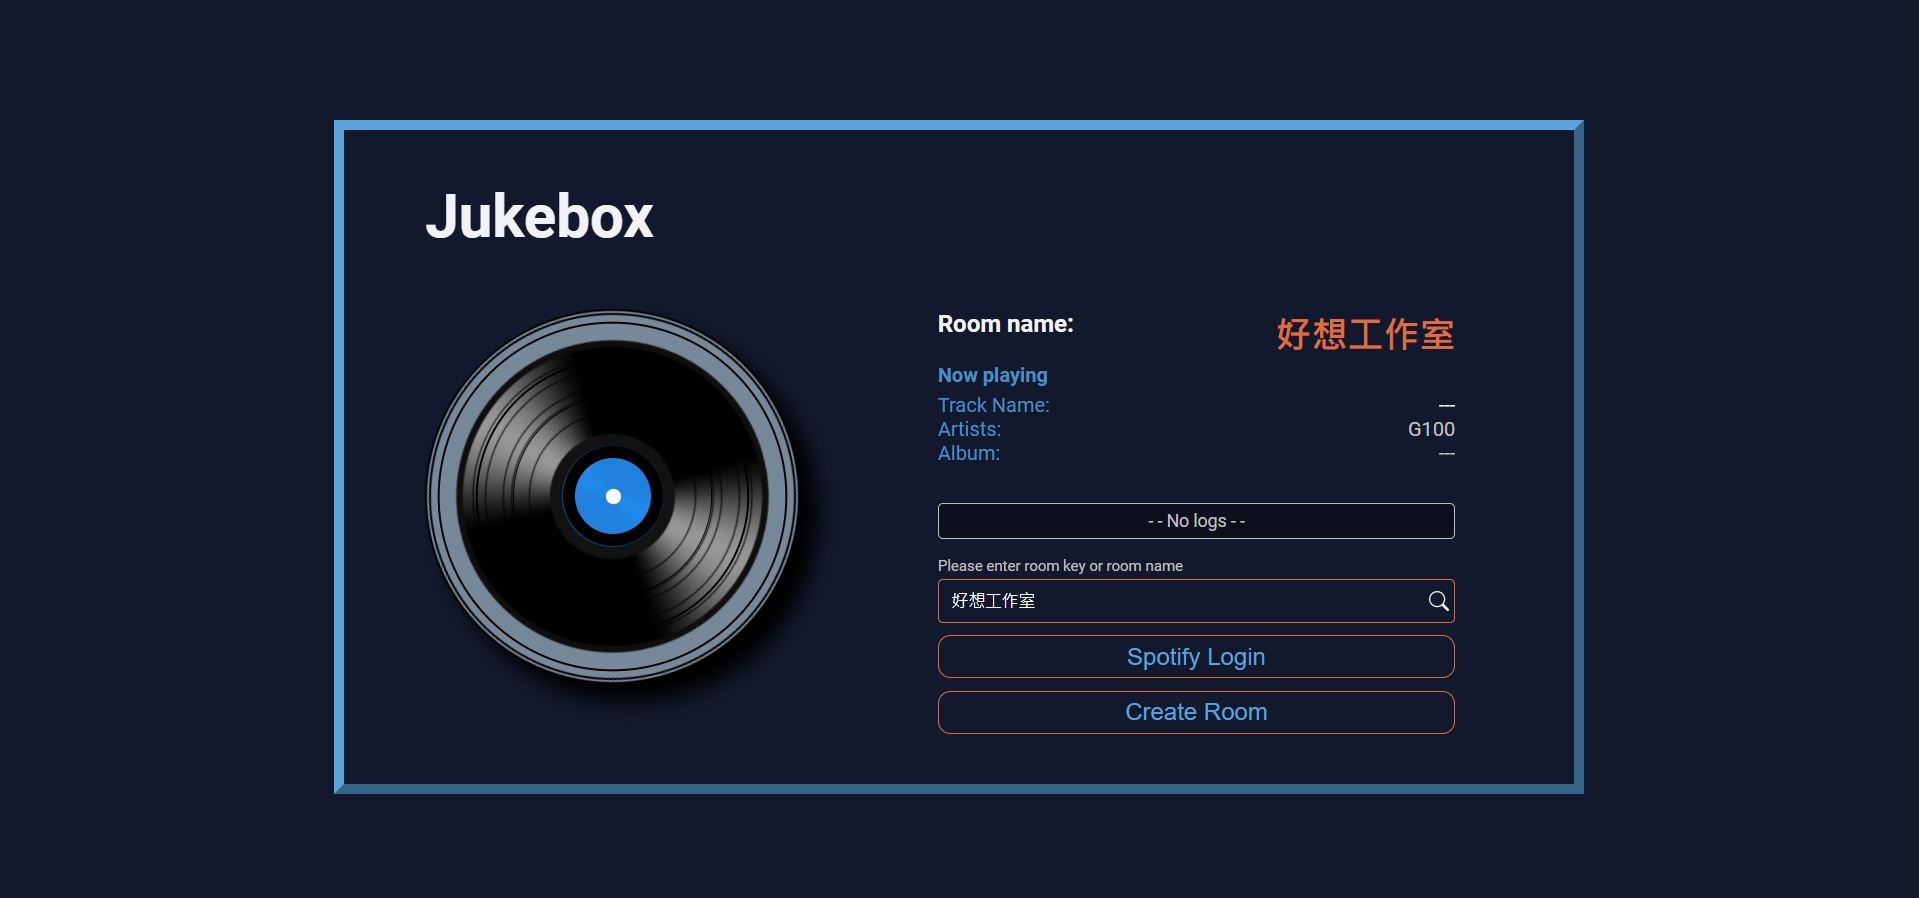 Jukebox
Room name: 好想工作室
Now playing
Track Name: ---
Artists: G100
Album: ---
- - No logs - -
Please enter room key or room name
好想工作室
Spotify Login
Create Room